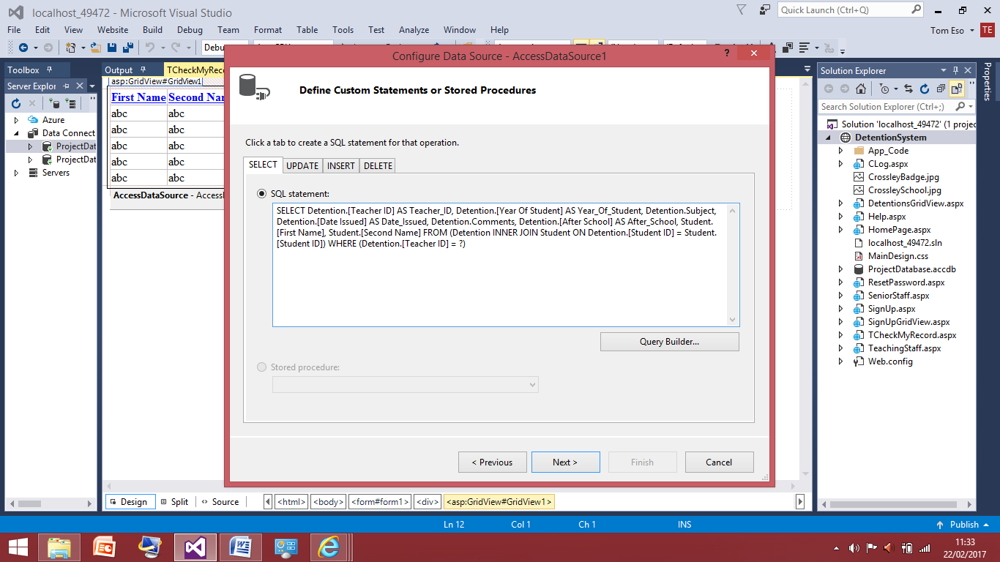 localhost_49472 - Microsoft Visual Studio
Quick Launch (Ctrl+Q)
File Edit View Website Build Debug Team Format Table Tools Test Analyze Window Help
Tom Eso TE
Debu
Configure Data Source - AccessDataSource1
?
Toolbox
Output
TCheckMyReco
Solution Explorer
Properties
Server Explor
asp:GridView#GridView1
Search Solution Explorer (Ctrl+;)
First Name Second Nam
abc abc
abc abc
abc abc
abc abc
abc abc
AccessDataSource - AccessI
Azure
Data Connect
ProjectDat
ProjectDat
Servers
Define Custom Statements or Stored Procedures
Click a tab to create a SQL statement for that operation.
SELECT UPDATE INSERT DELETE
SQL statement:
SELECT Detention.[Teacher ID] AS Teacher_ID, Detention.[Year Of Student] AS Year_Of_Student, Detention.Subject,
Detention.[Date Issued] AS Date_Issued, Detention.Comments, Detention.[After School] AS After_School, Student.
[First Name], Student.[Second Name] FROM (Detention INNER JOIN Student ON Detention.[Student ID] = Student.
[Student ID]) WHERE (Detention.[Teacher ID] = ?)
Query Builder...
Stored procedure:
< Previous
Next >
Finish
Cancel
Solution 'localhost_49472' (1 projec
DetentionSystem
App_Code
CLog.aspx
CrossleyBadge.jpg
CrossleySchool.jpg
DetentionsGridView.aspx
Help.aspx
HomePage.aspx
localhost_49472.sln
MainDesign.css
ProjectDatabase.accdb
ResetPassword.aspx
SeniorStaff.aspx
SignUp.aspx
SignUpGridView.aspx
TCheckMyRecord.aspx
TeachingStaff.aspx
Web.config
Design Split Source
<html> <body> <form#form1> <div> <asp:GridView#GridView1>
Ln 12 Col 1 Ch 1 INS
Publish
11:33
22/02/2017